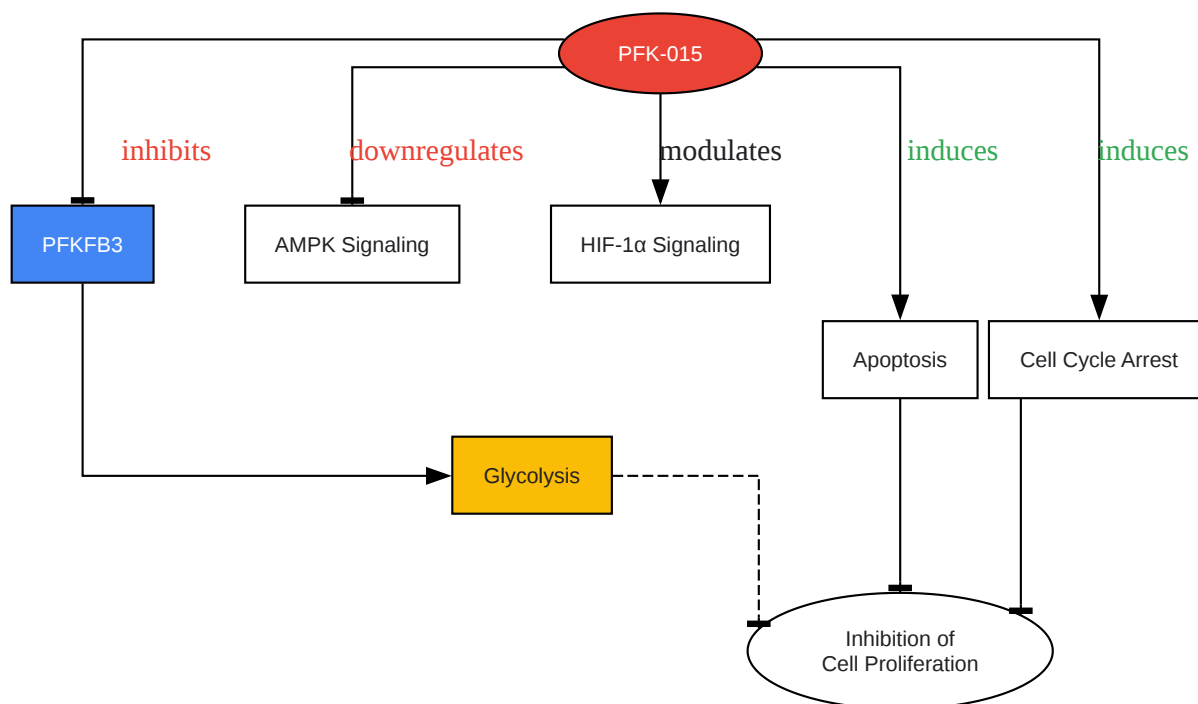 PFK-015
inhibits
downregulates
modulates
induces
induces
PFKFB3
AMPK Signaling
HIF-1α Signaling
Apoptosis
Cell Cycle Arrest
Glycolysis
Inhibition of
Cell Proliferation